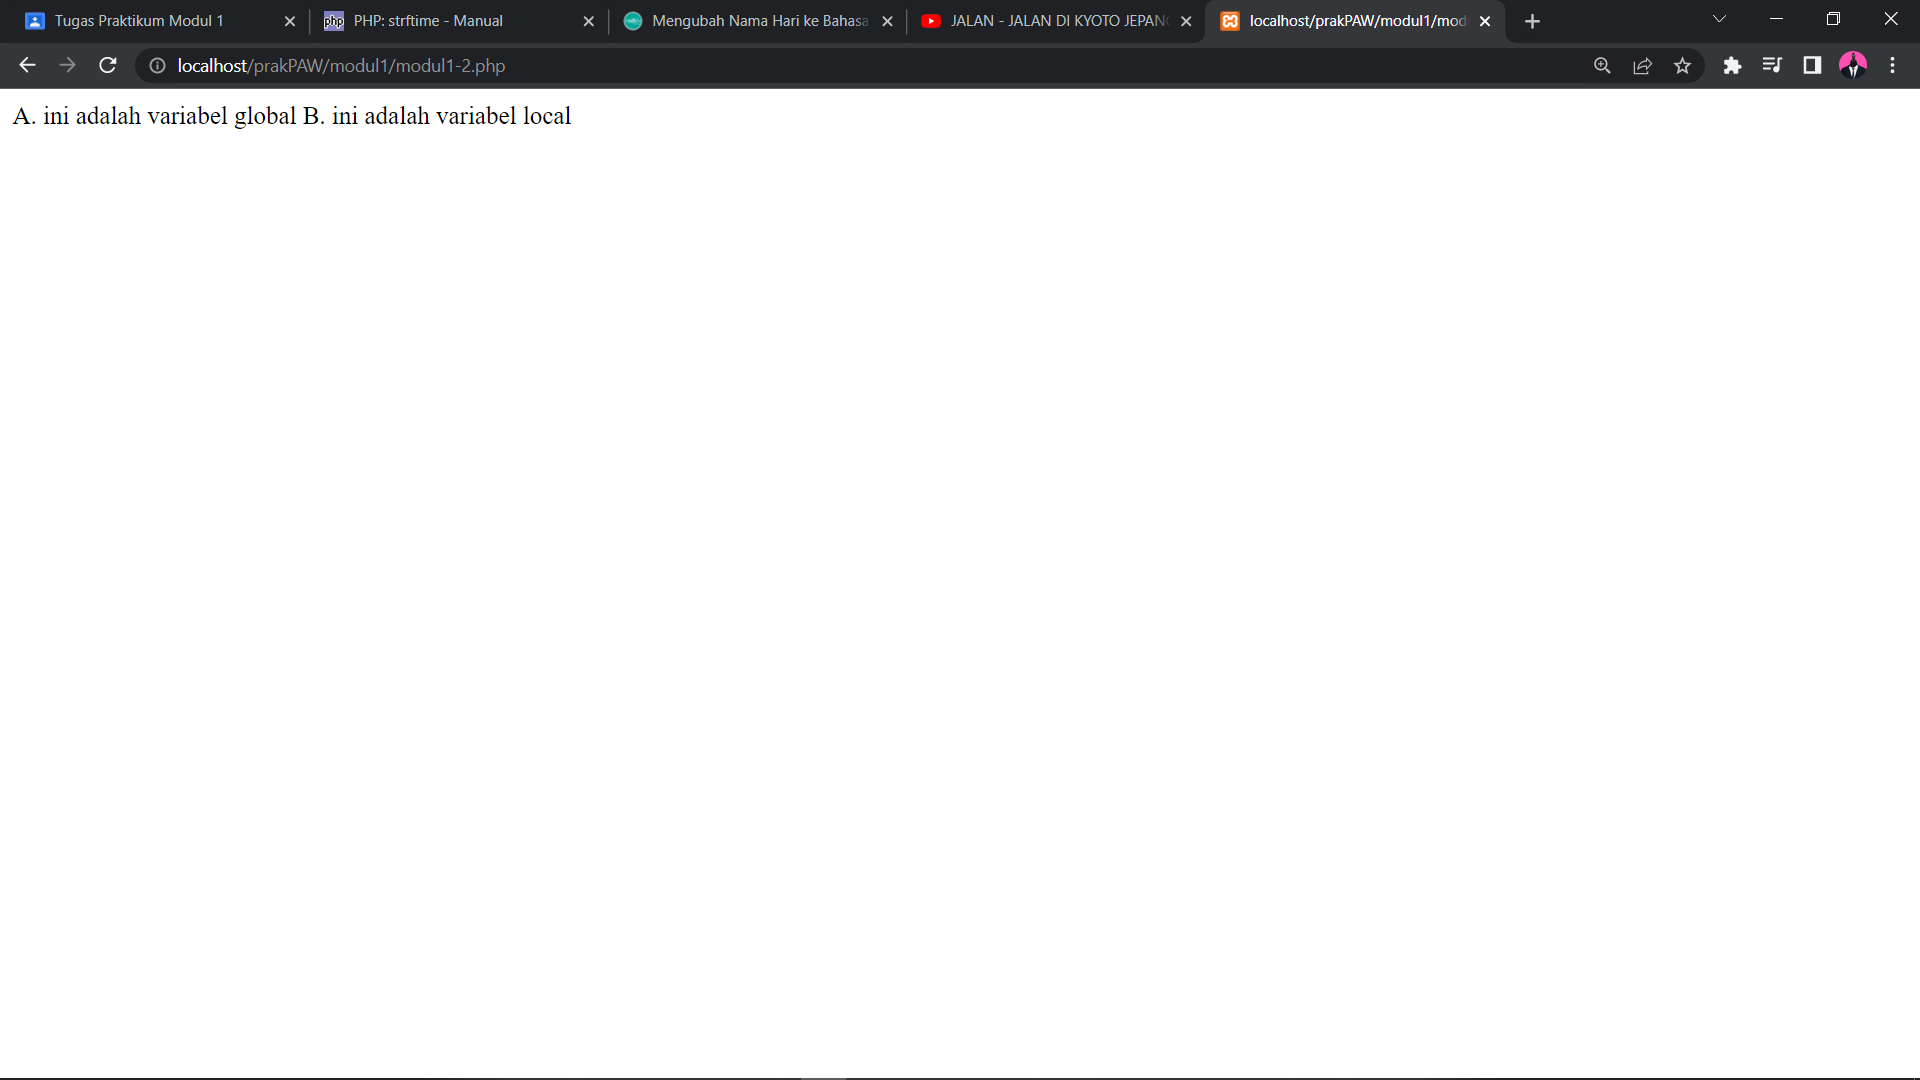 Tugas Praktikum Modul 1
php PHP: strftime - Manual
Mengubah Nama Hari ke Bahasa
JALAN - JALAN DI KYOTO JEPANG
localhost/prakPAW/modul1/mod
localhost/prakPAW/modul1/modul1-2.php
A. ini adalah variabel global B. ini adalah variabel local